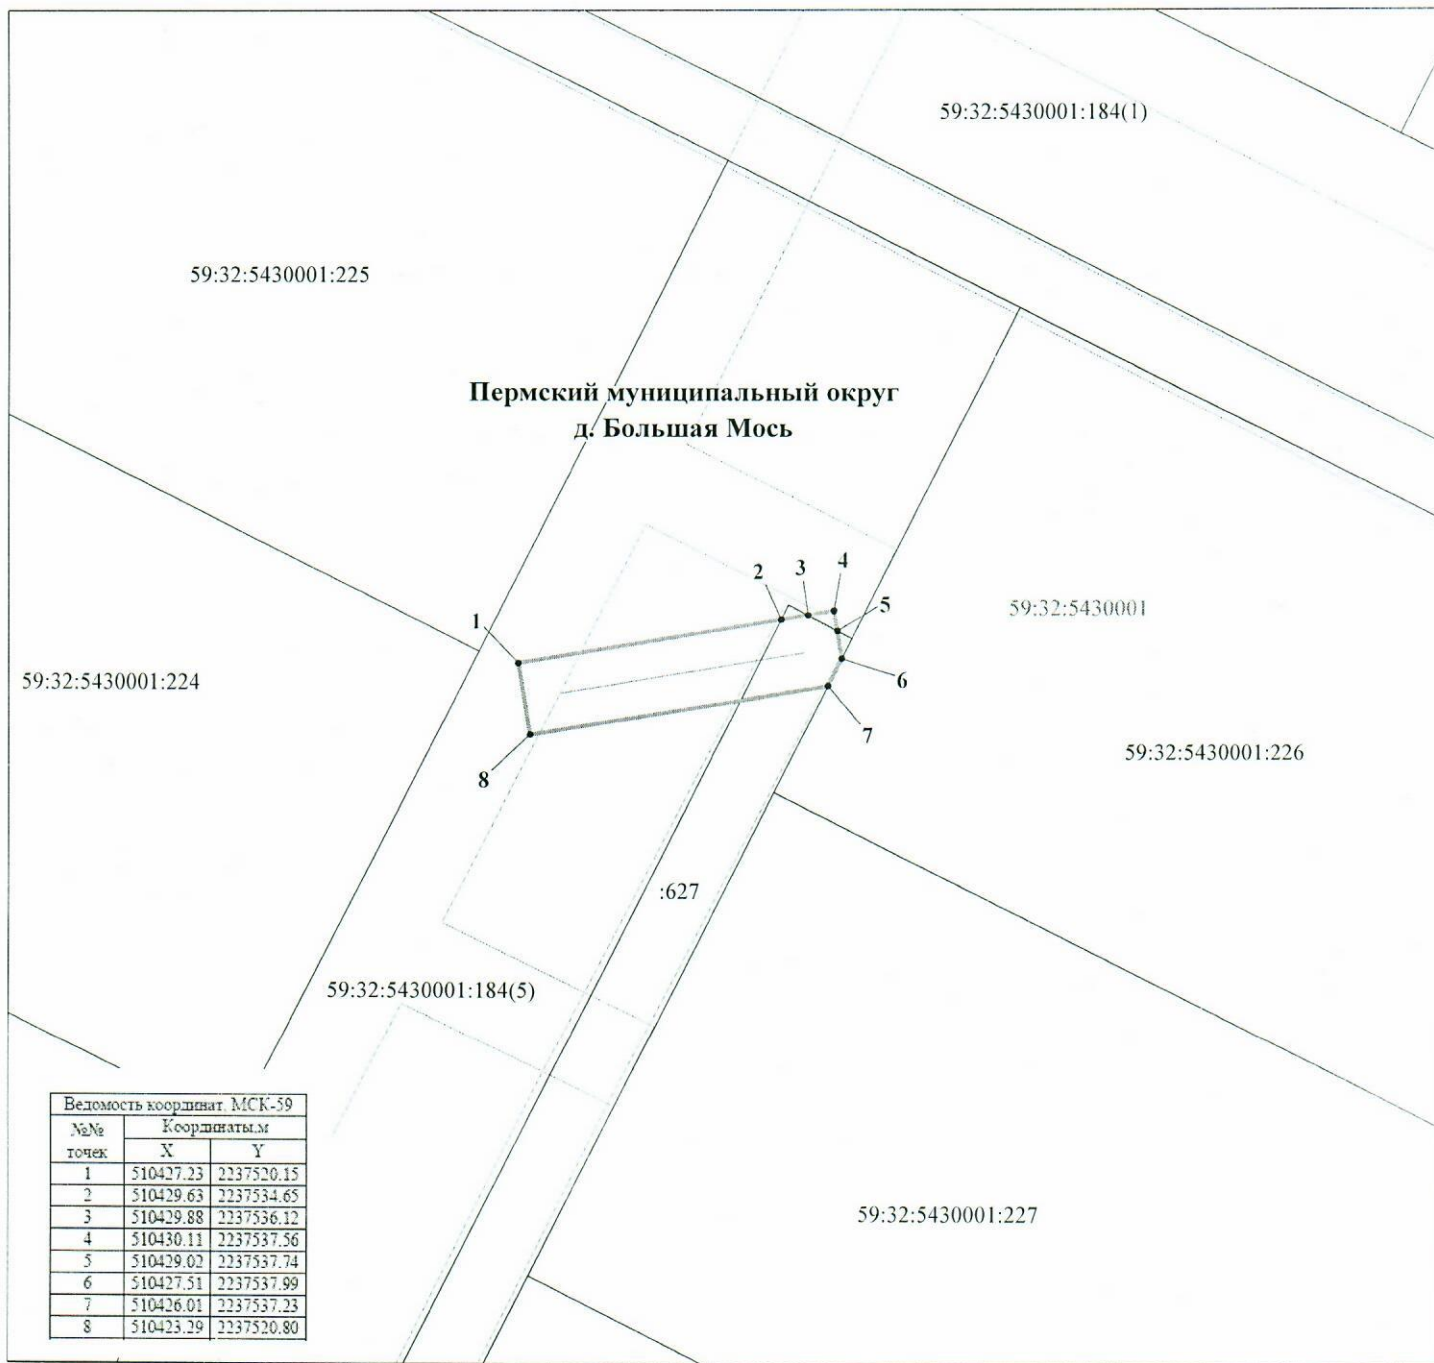 59:32:5430001:184(1)
59:32:5430001:225
Пермский муниципальный округ
д. Большая Мось
4
3
2
5
59:32:5430001
1
6
59:32:5430001:224
7
59:32:5430001:226
8
:627
59:32:5430001:184(5)
59:32:5430001:227
Ведомость координат, МСК-59
№№ точек Координаты,м
X Y
1 510427.23 2237520.15
2 510429.63 2237534.65
3 510429.88 2237536.12
4 510430.11 2237537.56
5 510429.02 2237537.74
6 510427.51 2237537.99
7 510426.01 2237537.23
8 510423.29 2237520.80